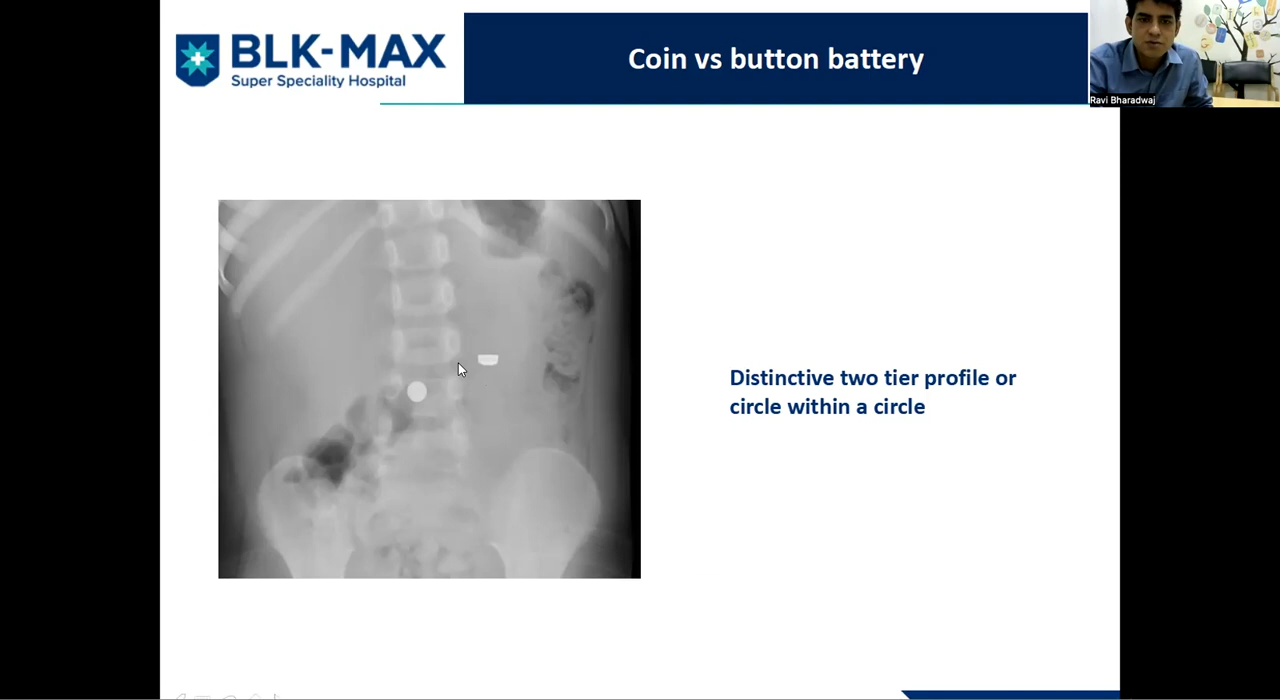 BLK-MAX
Super Speciality Hospital
Coin vs button battery
Ravi Bharadwaj
Distinctive two tier profile or
circle within a circle